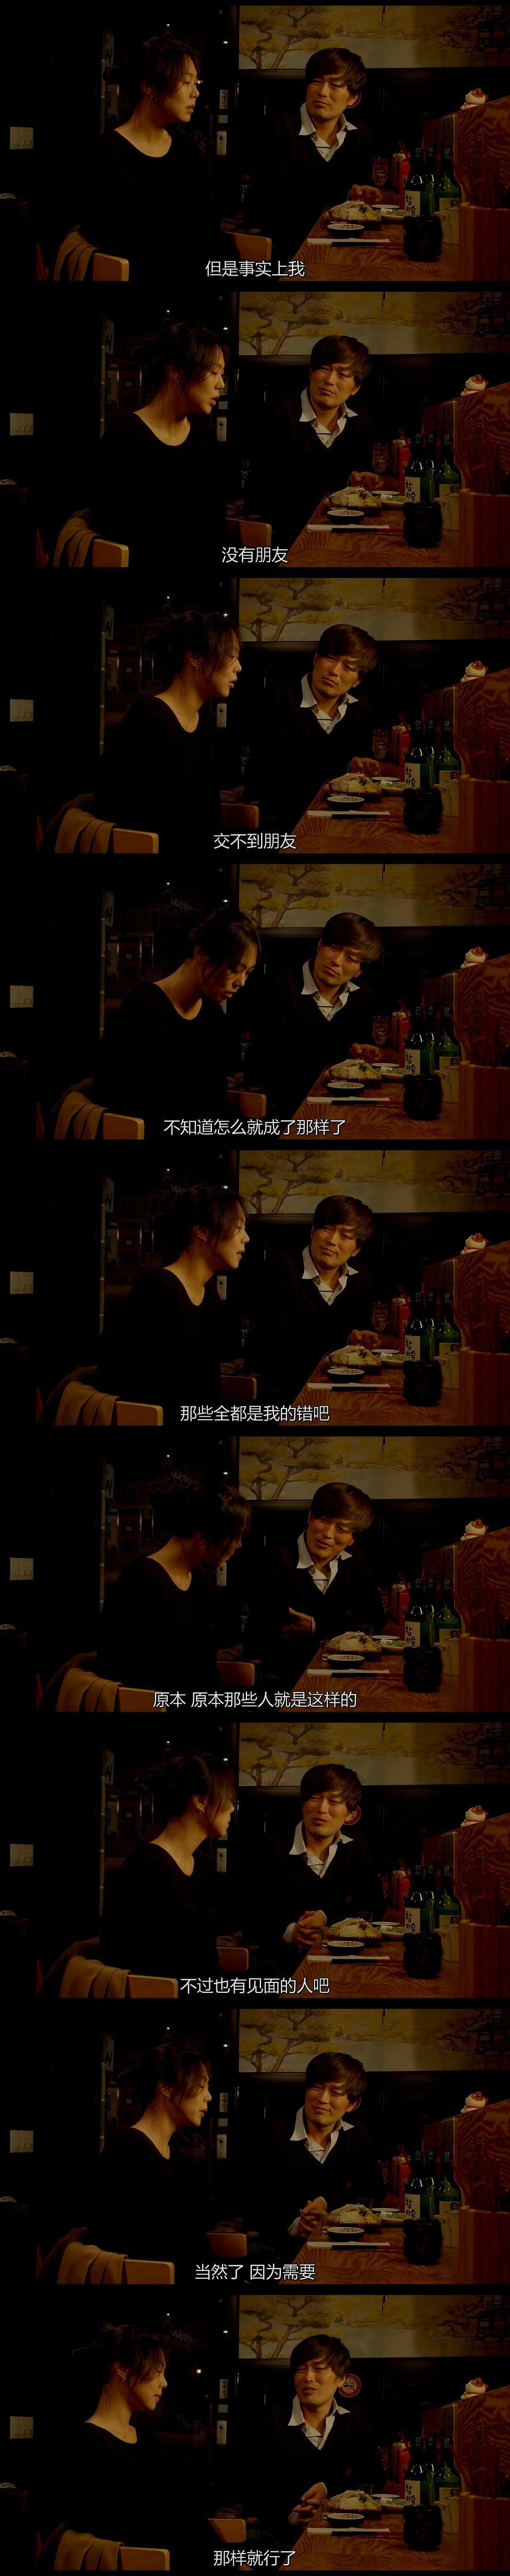 但是事实上我
没有朋友
交不到朋友
不知道怎么就成了那样了
那些全都是我的错吧
原本 原本那些人就是这样的
不过也有见面的人吧
当然了 因为需要
那样就行了